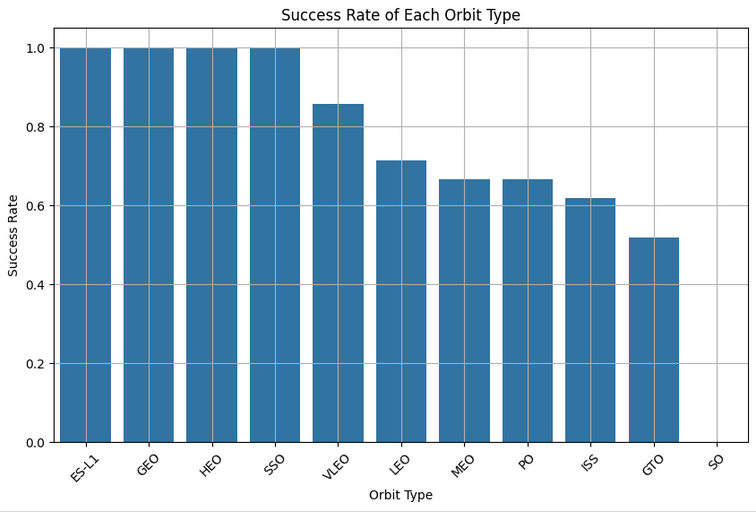 Success Rate of Each Orbit Type
Success Rate
1.0
0.8
0.6
0.4
0.2
0.0
ES-L1
GEO
HEO
SSO
VLEO
LEO
MEO
PO
ISS
GTO
SO
Orbit Type